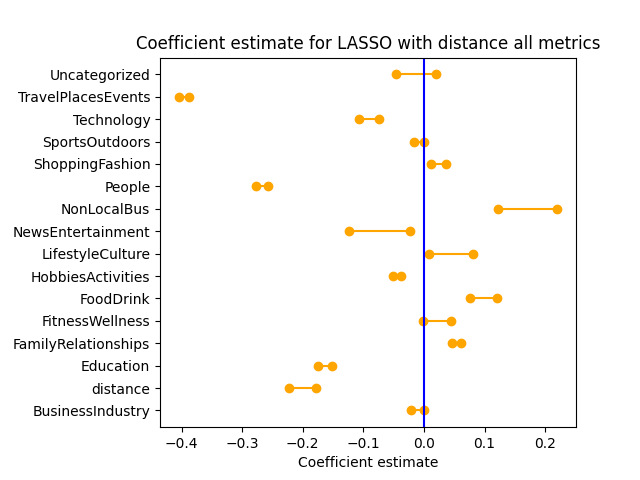 Coefficient estimate for LASSO with distance all metrics
Uncategorized
TravelPlacesEvents
Technology
SportsOutdoors
ShoppingFashion
People
NonLocalBus
NewsEntertainment
LifestyleCulture
HobbiesActivities
FoodDrink
FitnessWellness
FamilyRelationships
Education
distance
BusinessIndustry
−0.4 −0.3 −0.2 −0.1 0.0 0.1 0.2
Coefficient estimate